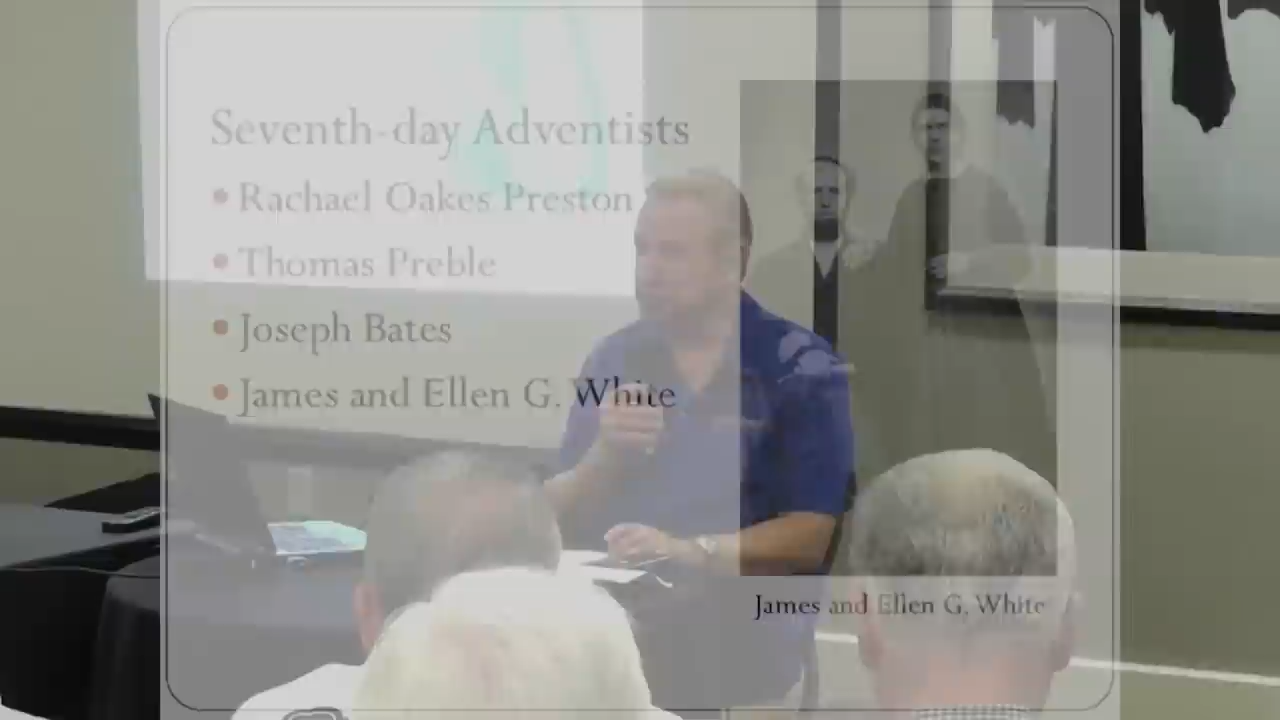 Seventh-day Adventists
• Rachael Oakes Preston
• Thomas Preble
• Joseph Bates
• James and Ellen G. White
James and Ellen G. White